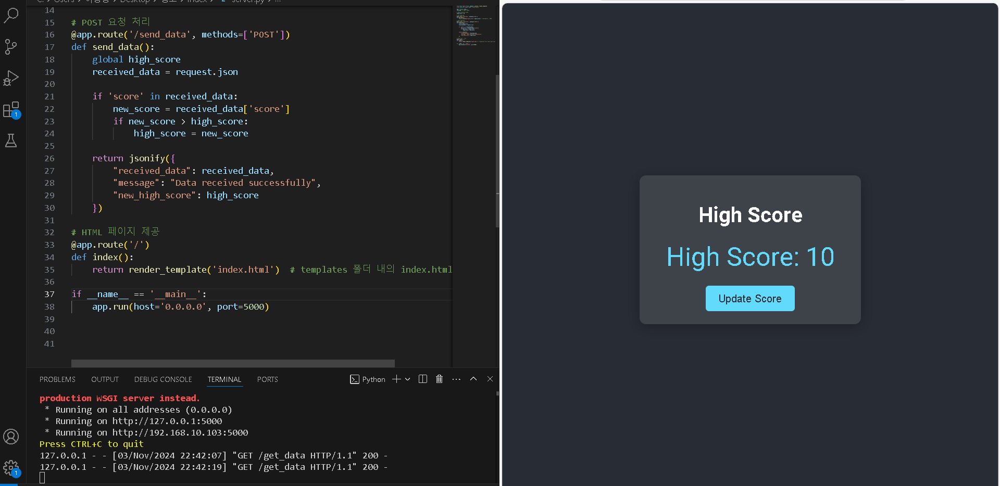 server.py
14
15 # POST 요청 처리
16 @app.route('/send_data', methods=['POST'])
17 def send_data():
18 global high_score
19 received_data = request.json
20
21 if 'score' in received_data:
22 new_score = received_data['score']
23 if new_score > high_score:
24 high_score = new_score
25
26 return jsonify({
27 "received_data": received_data,
28 "message": "Data received successfully",
29 "new_high_score": high_score
30 })
31
32 # HTML 페이지 제공
33 @app.route('/')
34 def index():
35 return render_template('index.html') # templates 폴더 내의 index.html
36
37 if __name__ == '__main__':
38 app.run(host='0.0.0.0', port=5000)
39
40
41
1
PROBLEMS OUTPUT DEBUG CONSOLE TERMINAL PORTS Python
production WSGI server instead.
* Running on all addresses (0.0.0.0)
* Running on http://127.0.0.1:5000
* Running on http://192.168.10.103:5000
Press CTRL+C to quit
127.0.0.1 - - [03/Nov/2024 22:42:07] "GET /get_data HTTP/1.1" 200 -
127.0.0.1 - - [03/Nov/2024 22:42:19] "GET /get_data HTTP/1.1" 200 -
1
High Score
High Score: 10
Update Score